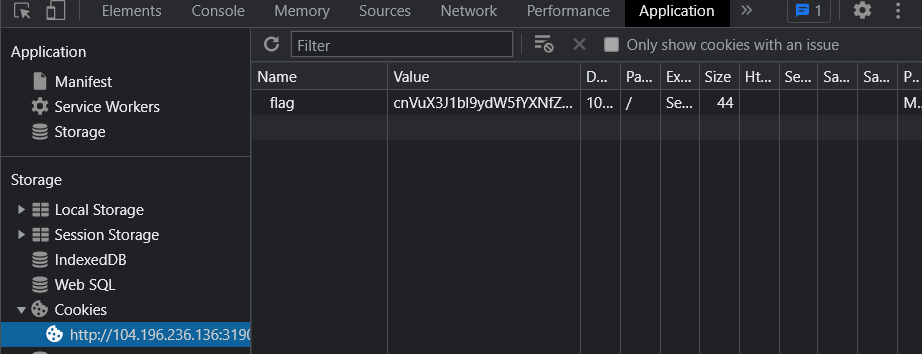 Elements Console Memory Sources Network Performance Application » 1
Application
Manifest
Service Workers
Storage
Storage
Local Storage
Session Storage
IndexedDB
Web SQL
Cookies
http://104.196.236.136:3190
Filter
Only show cookies with an issue
Name Value D... Pa... Ex... Size Ht... Se... Sa... Sa... P..
flag cnVuX3J1bl9ydW5fYXNfZ... 10... / Se... 44 M...